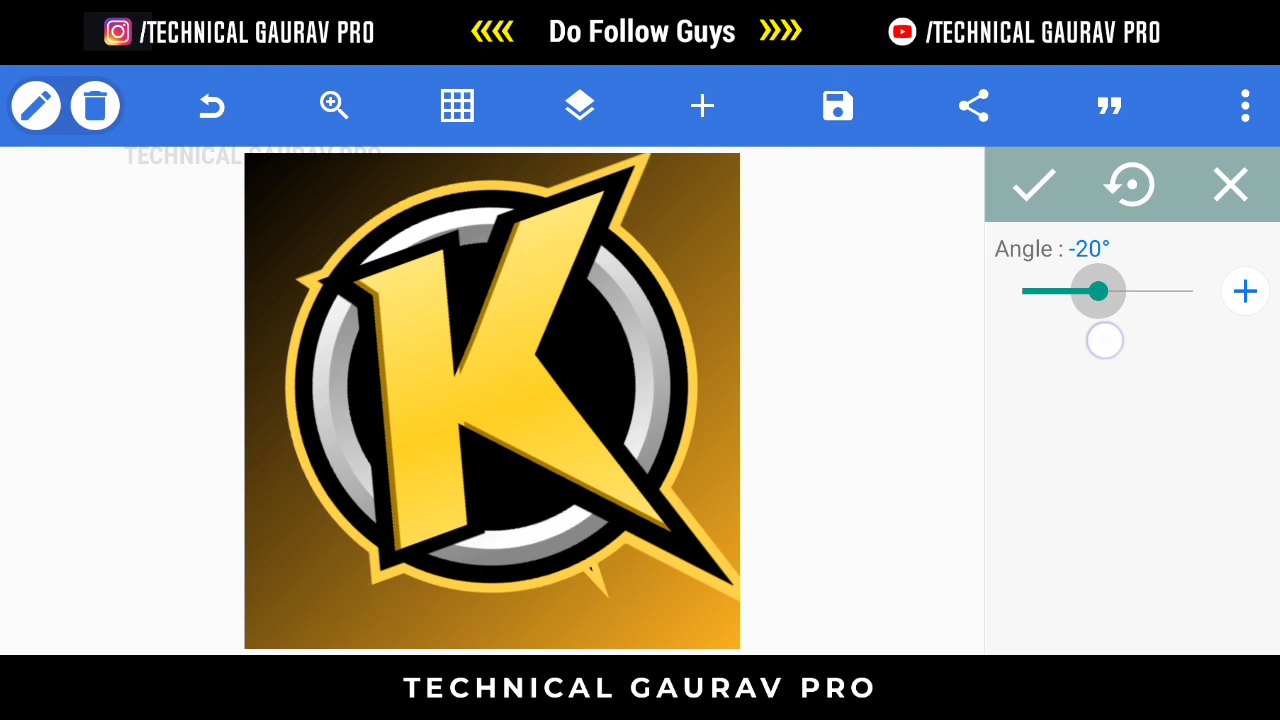 /TECHNICAL GAURAV PRO
Do Follow Guys
/TECHNICAL GAURAV PRO
TECHNICAL GAURAV PRO
Angle : -20°
K
TECHNICAL GAURAV PRO